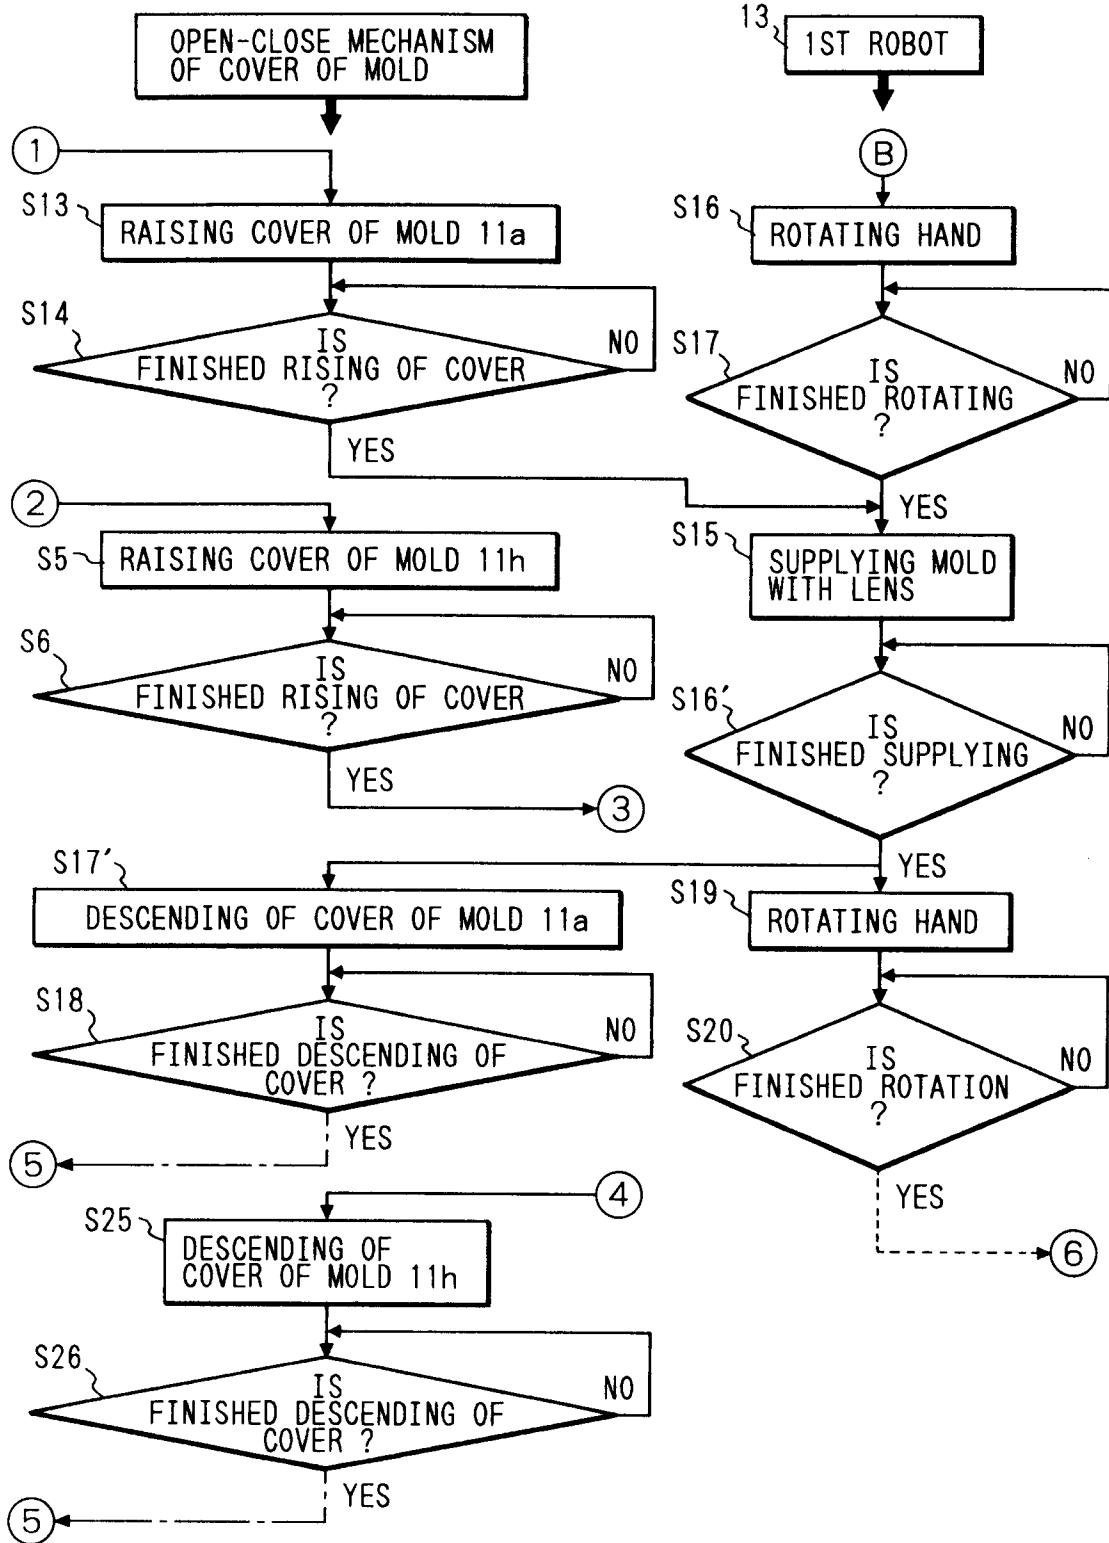 OPEN-CLOSE MECHANISM
OF COVER OF MOLD
1
S13
RAISING COVER OF MOLD 11a
S14
IS
FINISHED RISING OF COVER
?
NO
YES
2
S5
RAISING COVER OF MOLD 11h
S6
IS
FINISHED RISING OF COVER
?
NO
YES
3
S17'
DESCENDING OF COVER OF MOLD 11a
S18
IS
FINISHED DESCENDING OF
COVER ?
NO
YES
5
4
S25
DESCENDING OF
COVER OF MOLD 11h
S26
IS
FINISHED DESCENDING OF
COVER ?
NO
YES
5
13
1ST ROBOT
B
S16
ROTATING HAND
S17
IS
FINISHED ROTATING
?
NO
YES
S15
SUPPLYING MOLD
WITH LENS
S16'
IS
FINISHED SUPPLYING
?
NO
YES
S19
ROTATING HAND
S20
IS
FINISHED ROTATION
?
NO
YES
6